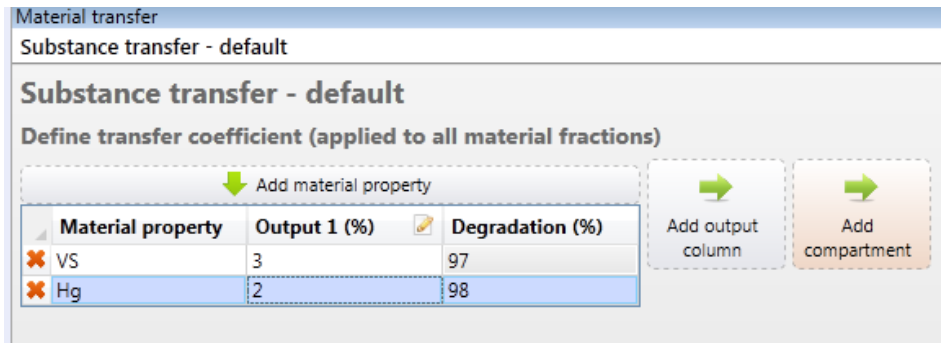 Material transfer
Substance transfer - default
Substance transfer - default
Define transfer coefficient (applied to all material fractions)
Add material property
Add output column
Add compartment
Material property Output 1 (%) Degradation (%)
VS 3 97
Hg 2 98